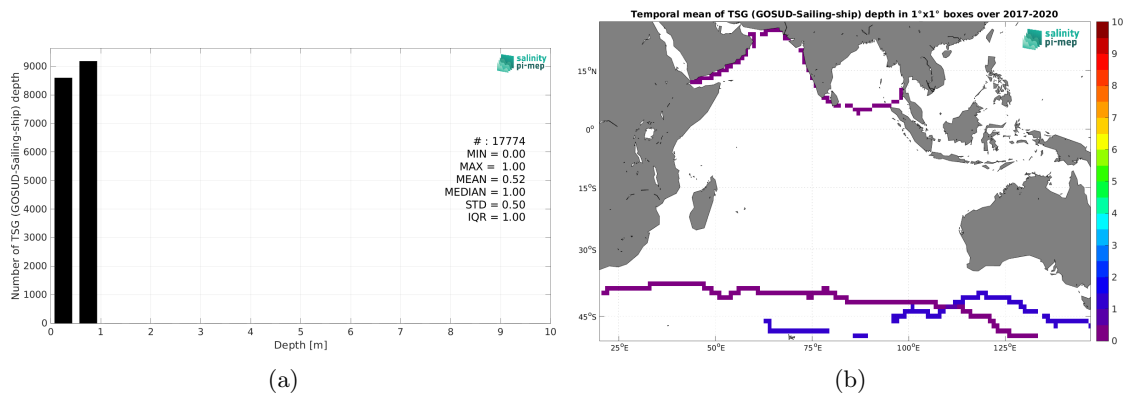 salinity
pi-mep
9000
8000
7000
6000
5000
4000
3000
2000
1000
0
Number of TSG (GOSUD-Sailing-ship) depth
# : 17774
MIN = 0.00
MAX = 1.00
MEAN = 0.52
MEDIAN = 1.00
STD = 0.50
IQR = 1.00
0 1 2 3 4 5 6 7 8 9 10
Depth [m]
(a)
Temporal mean of TSG (GOSUD-Sailing-ship) depth in 1°x1° boxes over 2017-2020
salinity
pi-mep
15°N
0°
15°S
30°S
45°S
25°E 50°E 75°E 100°E 125°E
10
9
8
7
6
5
4
3
2
1
0
(b)